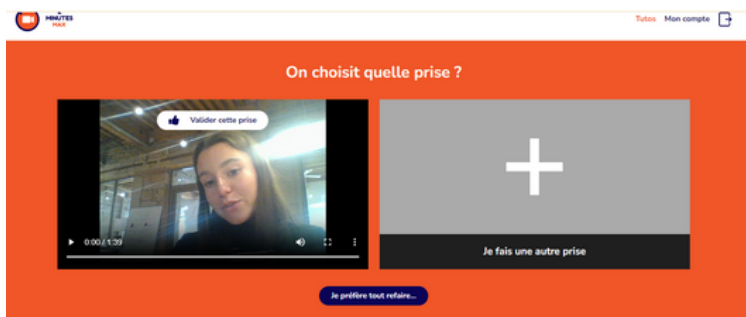 MINUTES
MAX
Tutos Mon compte
On choisit quelle prise ?
Valider cette prise
0:00 / 1:39
Je fais une autre prise
Je préfère tout refaire...